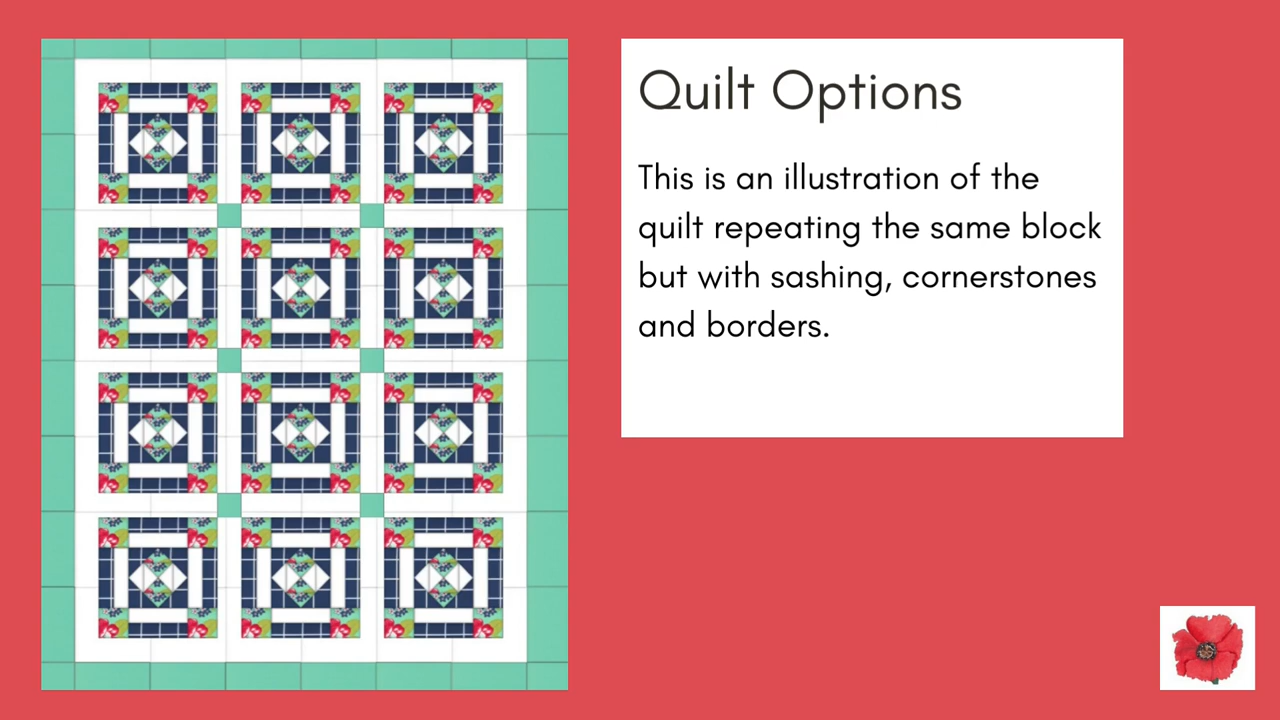 Quilt Options
This is an illustration of the
quilt repeating the same block
but with sashing, cornerstones
and borders.